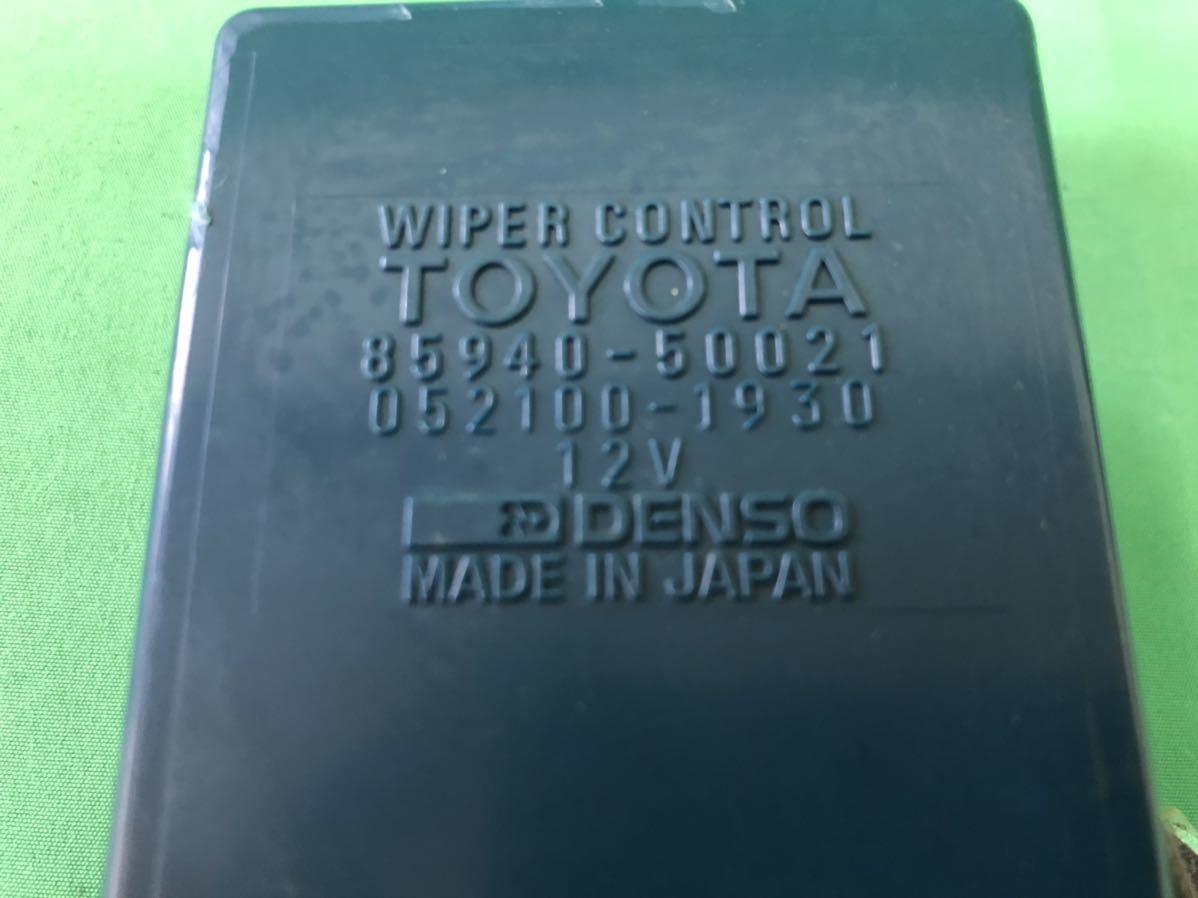 WIPER CONTROL
TOYOTA
85940-50021
052100-1930
12V
DENSO
MADE IN JAPAN